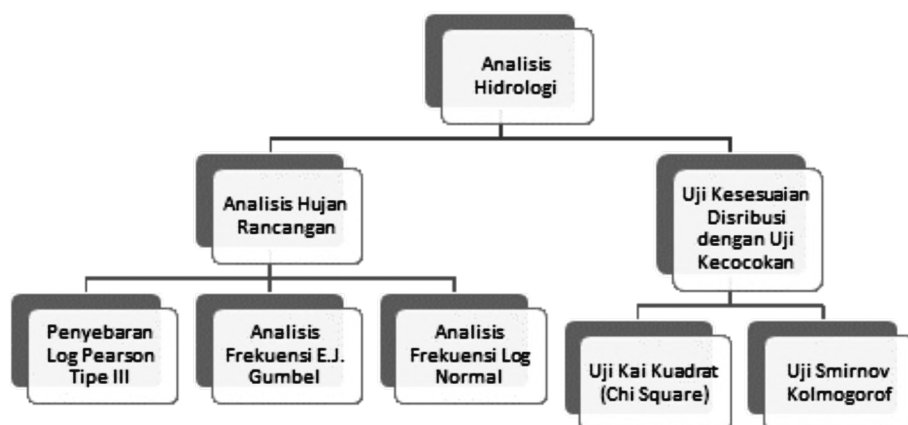 Analisis
Hidrologi
Analisis Hujan
Rancangan
Uji Kesesuaian
Disribusi
dengan Uji
Kecocokan
Penyebaran
Log Pearson
Tipe III
Analisis
Frekuensi E.J.
Gumbel
Analisis
Frekuensi Log
Normal
Uji Kai Kuadrat
(Chi Square)
Uji Smirnov
Kolmogorof